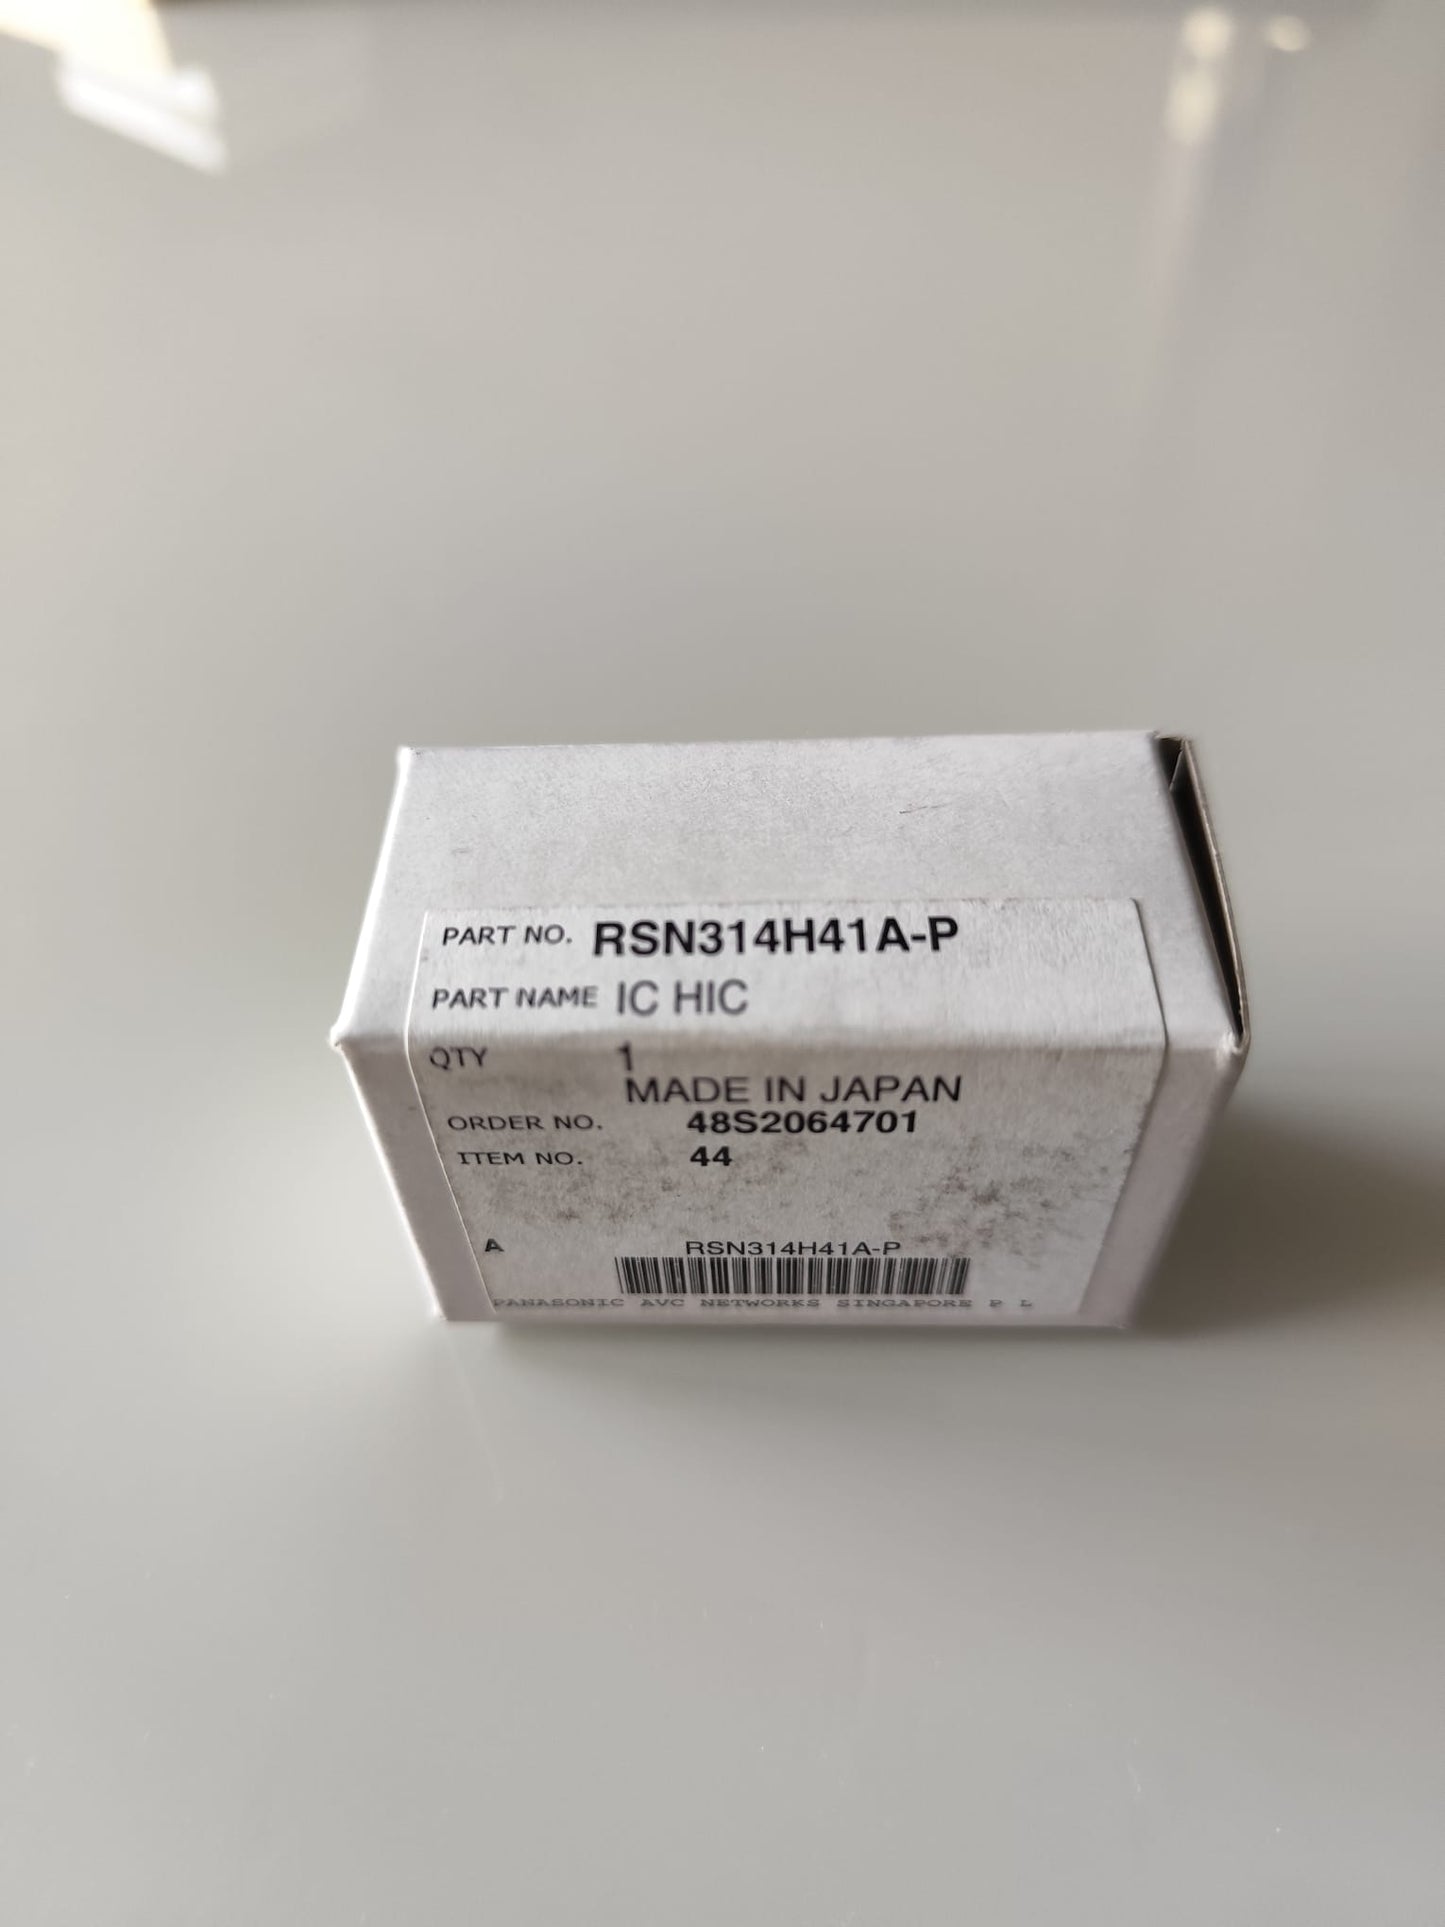 PART NO. RSN314H41A-P
PART NAME IC HIC
QTY 1
MADE IN JAPAN
ORDER NO. 48S2064701
ITEM NO. 44
A RSN314H41A-P
PANASONIC AVC NETWORKS SINGAPORE P L